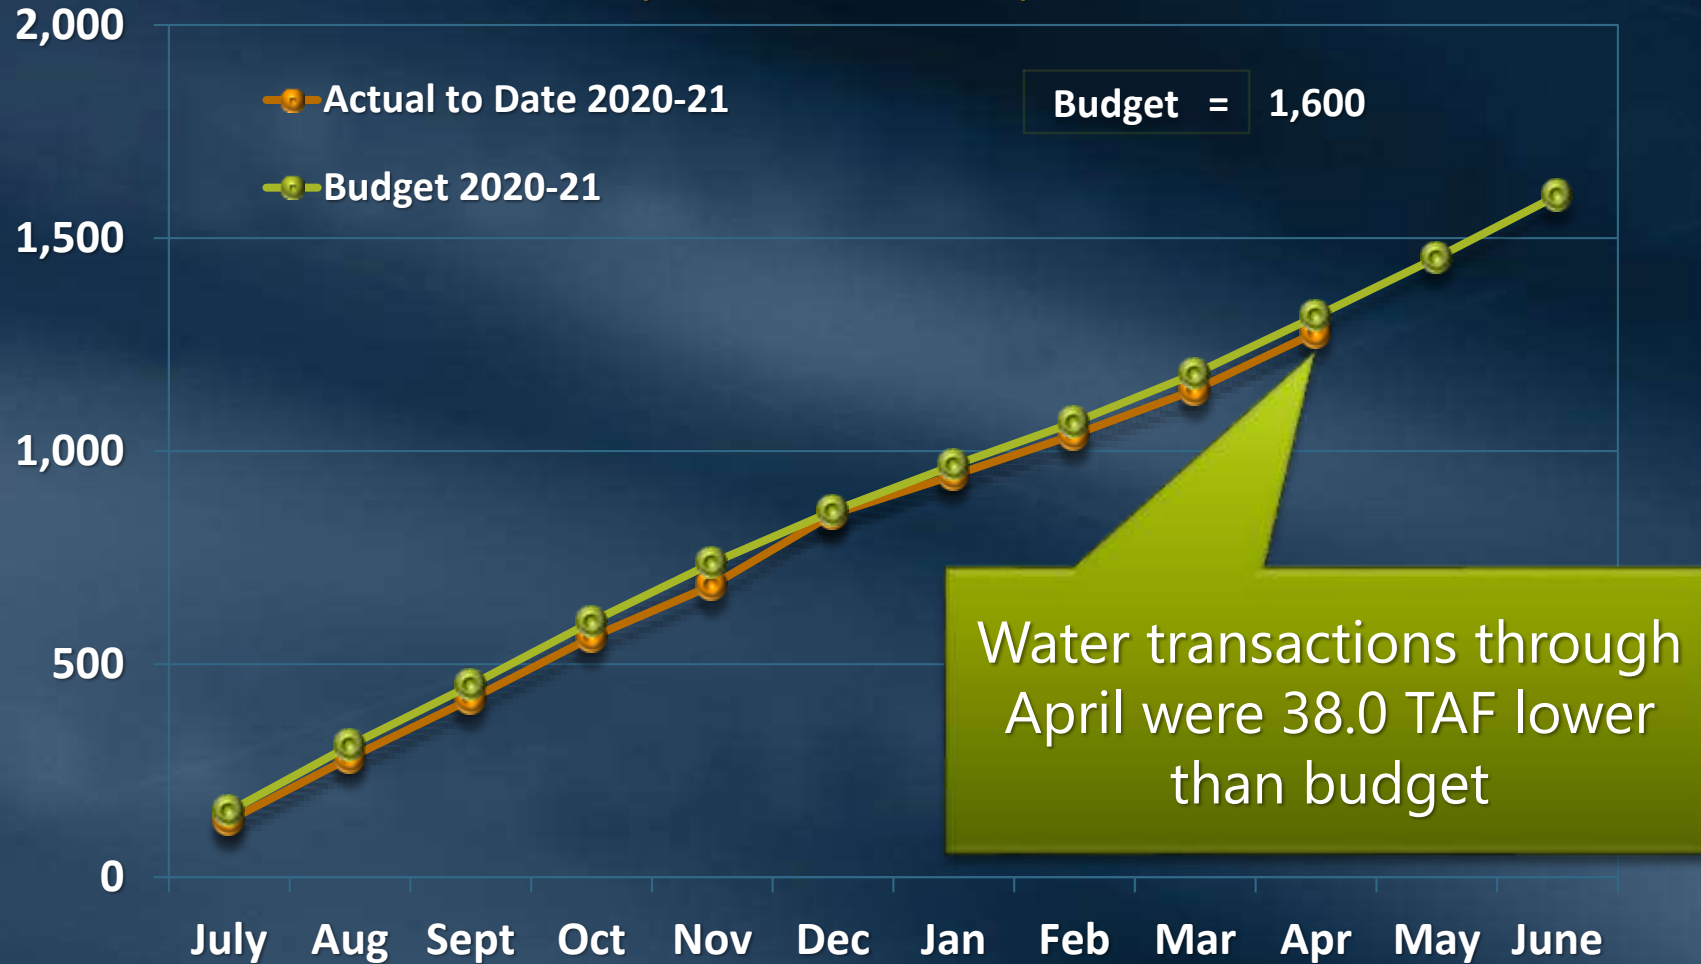 2,000
Actual to Date 2020-21
Budget = 1,600
Budget 2020-21
1,500
1,000
500
0
Water transactions through
April were 38.0 TAF lower
than budget
July Aug Sept Oct Nov Dec Jan Feb Mar Apr May June